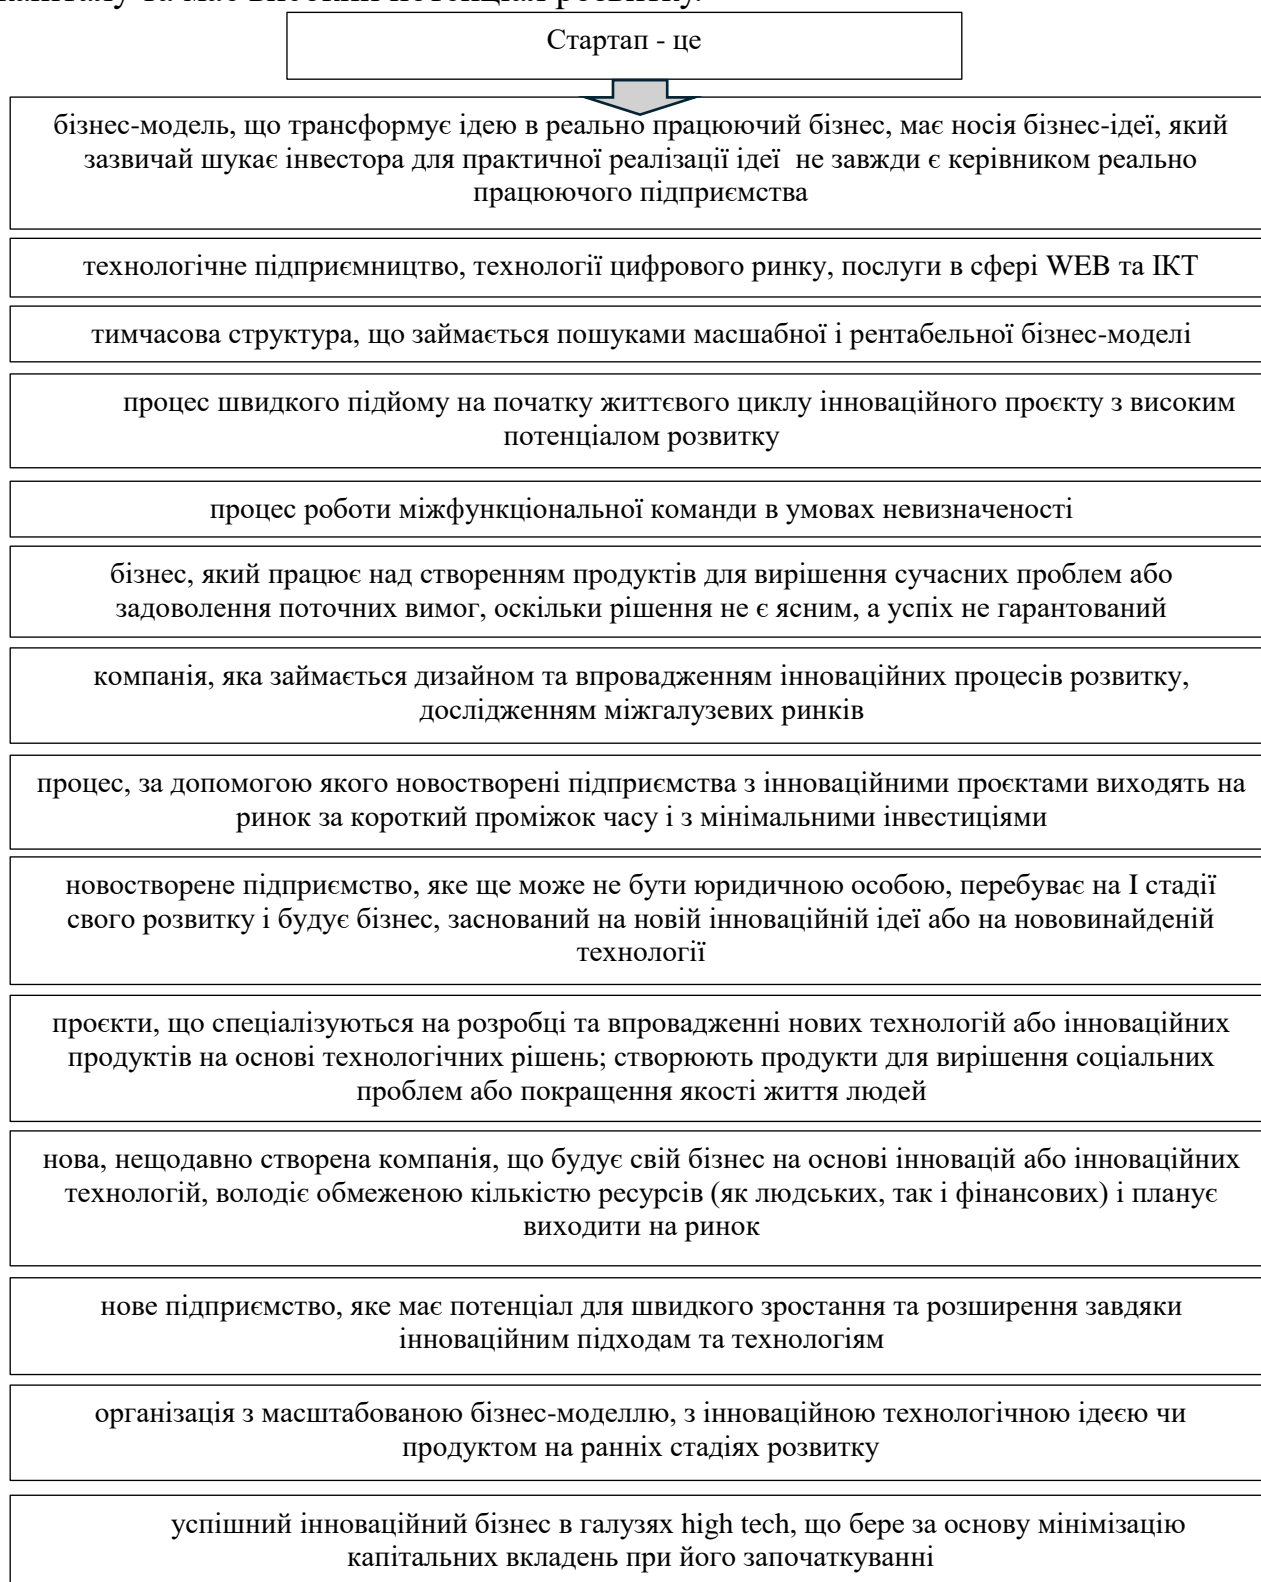 капіталу та має високий потенціал розвитку.
Стартап - це
бізнес-модель, що трансформує ідею в реально працюючий бізнес, має носія бізнес-ідеї, який
зазвичай шукає інвестора для практичної реалізації ідеї  не завжди є керівником реально
працюючого підприємства
технологічне підприємництво, технології цифрового ринку, послуги в сфері WEB та ІКТ
тимчасова структура, що займається пошуками масштабної і рентабельної бізнес-моделі
процес швидкого підйому на початку життєвого циклу інноваційного проєкту з високим
потенціалом розвитку
процес роботи міжфункціональної команди в умовах невизначеності
бізнес, який працює над створенням продуктів для вирішення сучасних проблем або
задоволення поточних вимог, оскільки рішення не є ясним, а успіх не гарантований
компанія, яка займається дизайном та впровадженням інноваційних процесів розвитку,
дослідженням міжгалузевих ринків
процес, за допомогою якого новостворені підприємства з інноваційними проєктами виходять на
ринок за короткий проміжок часу і з мінімальними інвестиціями
новостворене підприємство, яке ще може не бути юридичною особою, перебуває на І стадії
свого розвитку і будує бізнес, заснований на новій інноваційній ідеї або на нововинайденій
технології
проєкти, що спеціалізуються на розробці та впровадженні нових технологій або інноваційних
продуктів на основі технологічних рішень; створюють продукти для вирішення соціальних
проблем або покращення якості життя людей
нова, нещодавно створена компанія, що будує свій бізнес на основі інновацій або інноваційних
технологій, володіє обмеженою кількістю ресурсів (як людських, так і фінансових) і планує
виходити на ринок
нове підприємство, яке має потенціал для швидкого зростання та розширення завдяки
інноваційним підходам та технологіям
організація з масштабованою бізнес-моделлю, з інноваційною технологічною ідеєю чи
продуктом на ранніх стадіях розвитку
успішний інноваційний бізнес в галузях high tech, що бере за основу мінімізацію
капітальних вкладень при його започаткуванні